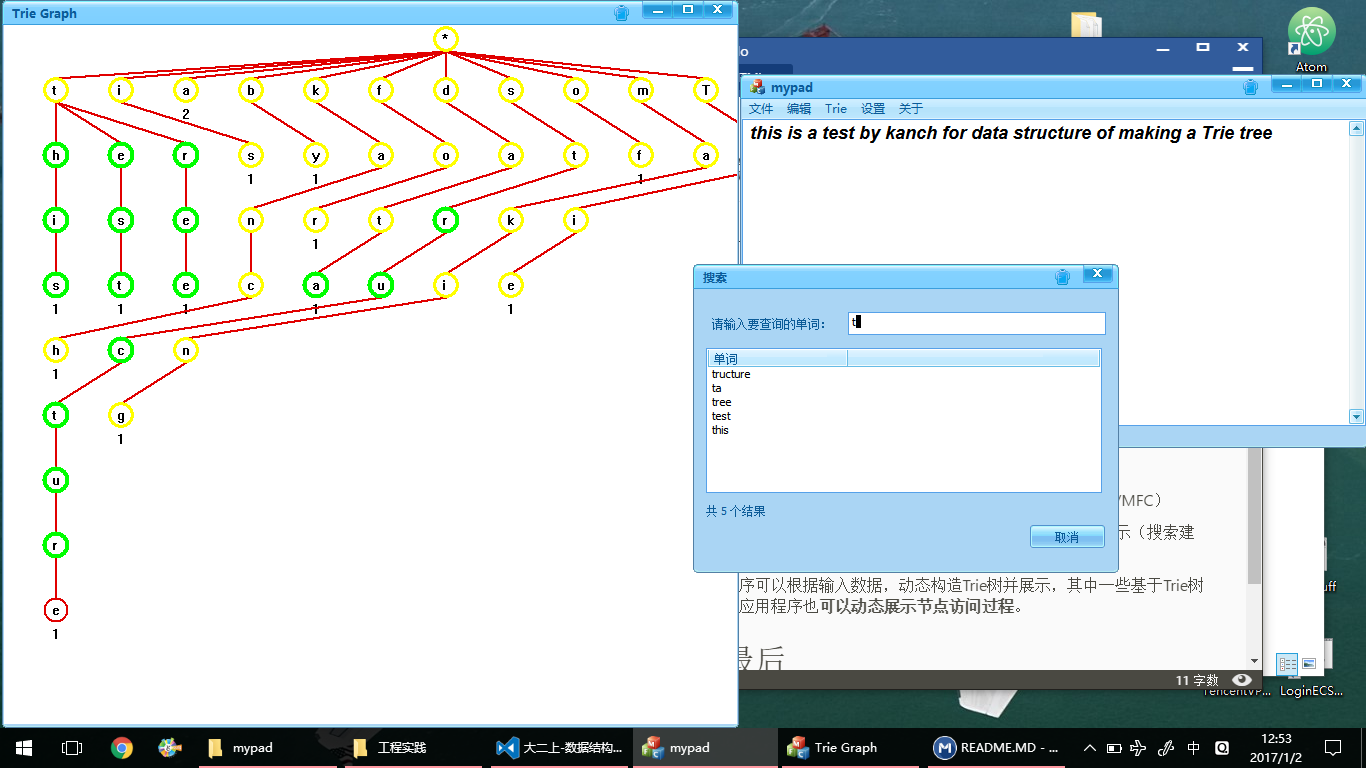 Trie Graph
*
t i a b k f d s o m T
2
h e r s y a o a t f a
1 1 1
i s e n r t r k i
1
s t e c a u i e
1 1 1 1 1
h c n
1
t g
1
u
r
e
1
lo
Atom
mypad
文件 编辑 Trie 设置 关于
this is a test by kanch for data structure of making a Trie tree
搜索
请输入要查询的单词: t
单词
tructure
ta
tree
test
this
共 5 个结果
取消
/MFC）
示（搜索建
序可以根据输入数据，动态构造Trie树并展示，其中一些基于Trie树
应用程序也可以动态展示节点访问过程。
最后
11 字数
uff
TencentVP... LoginECS...
mypad 工程实践 大二上-数据结构... mypad Trie Graph README.MD - ... 中 12:53
2017/1/2